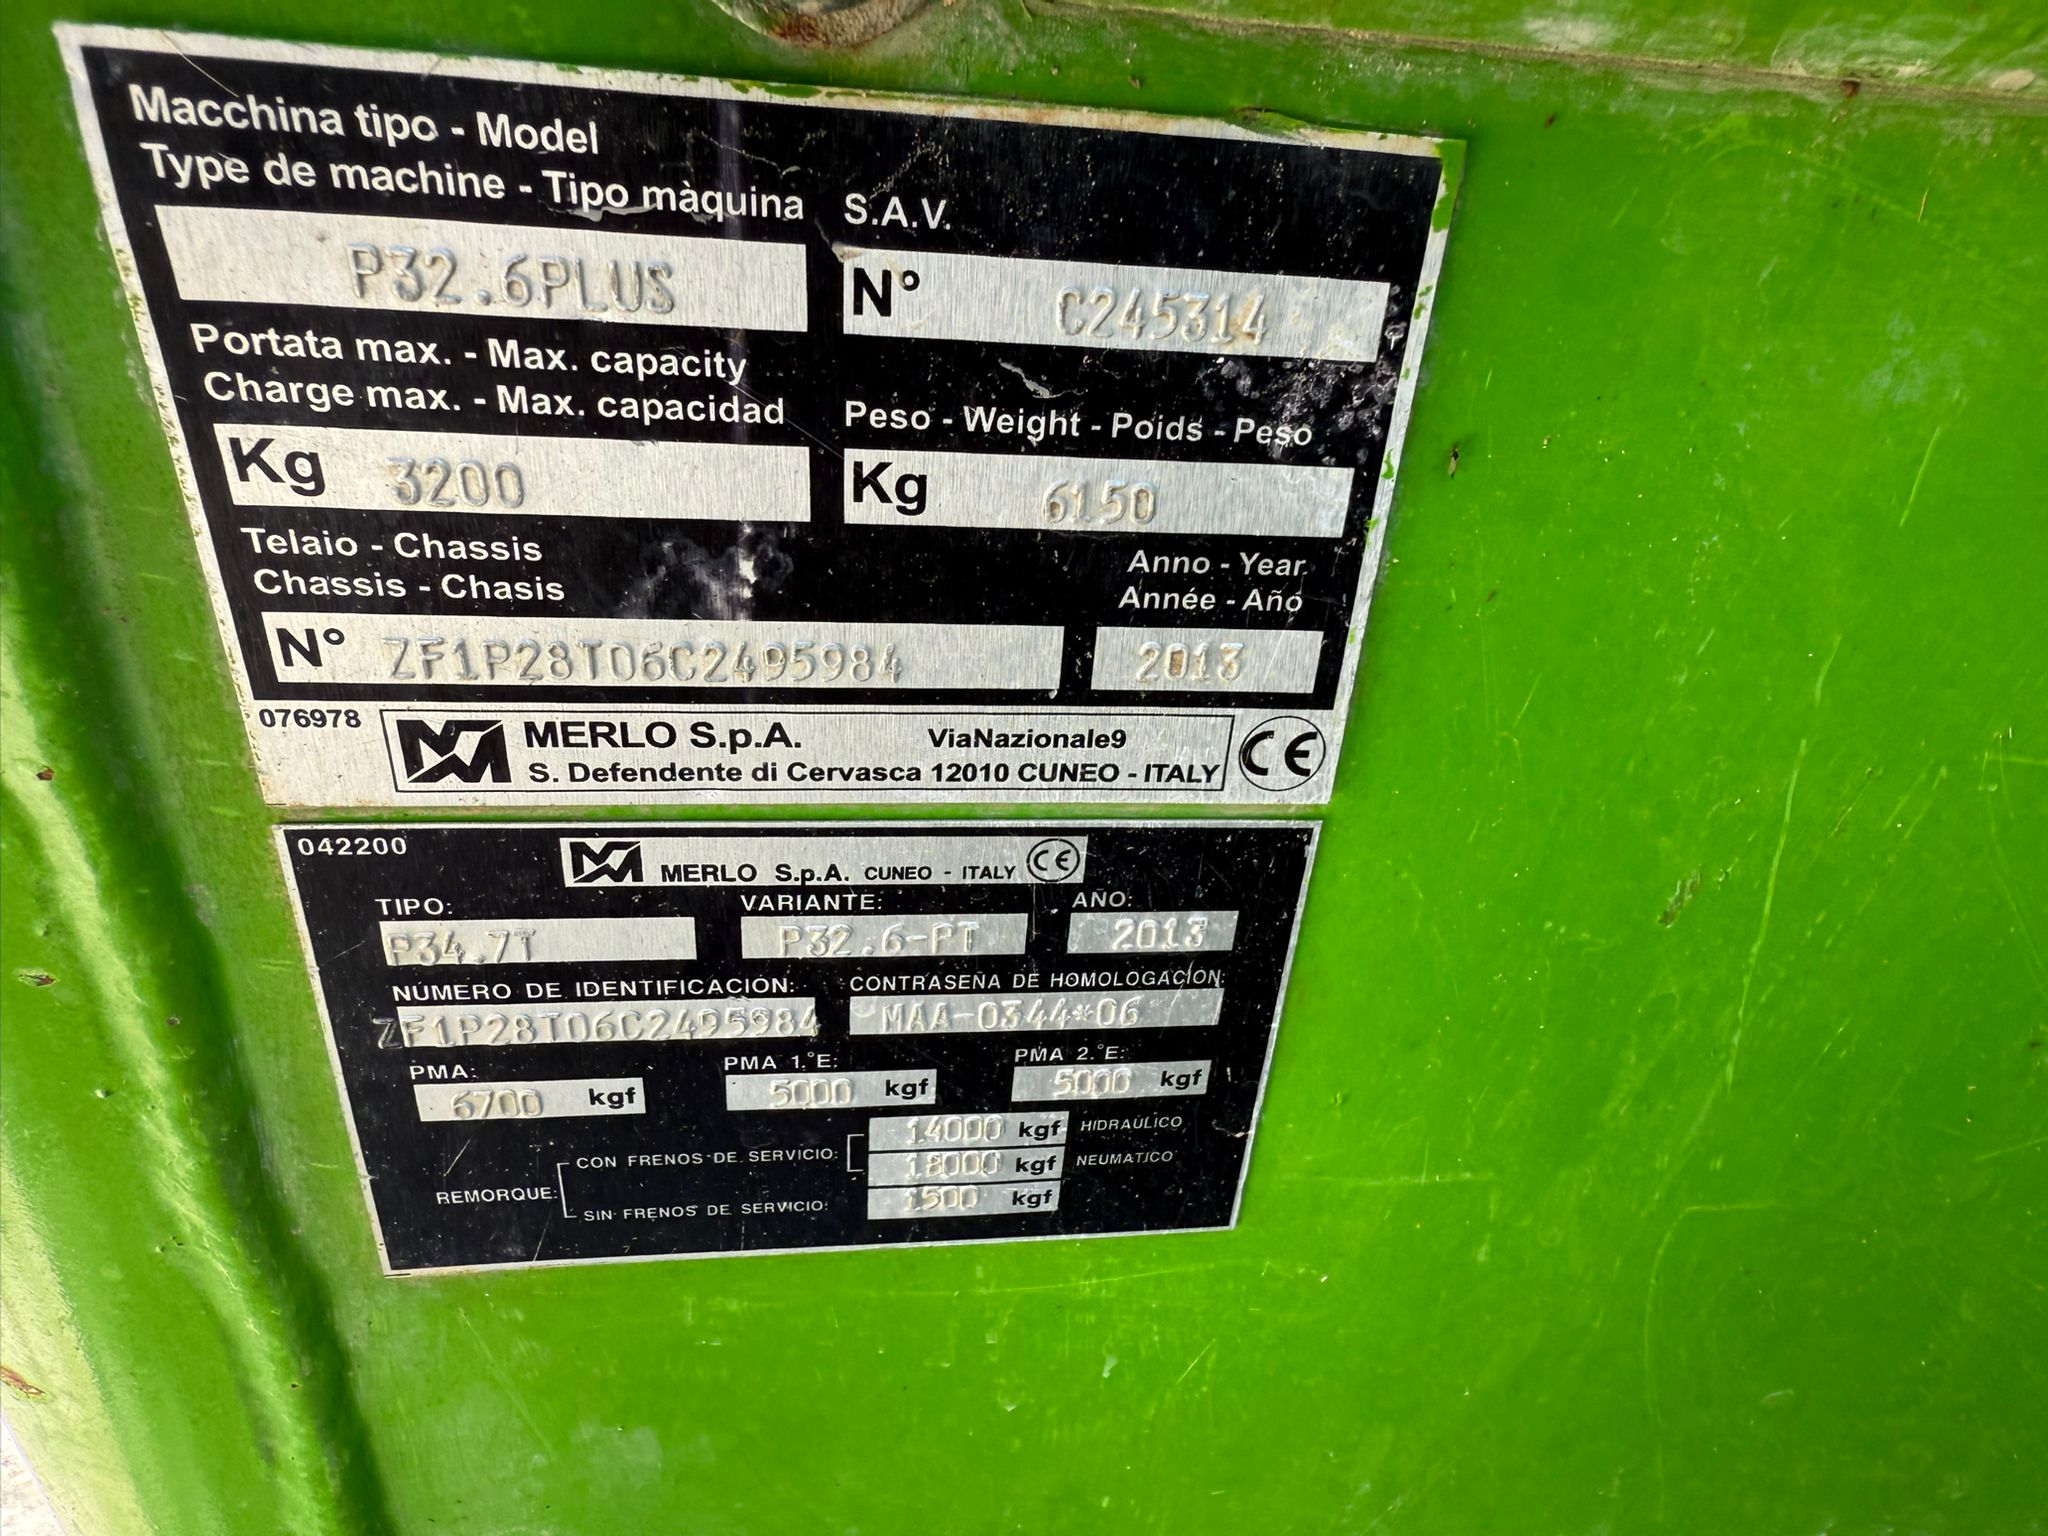 Macchina tipo - Model
Type de machine - Tipo màquina
P32.6PLUS
S.A.V.
N° C245314
Portata max. - Max. capacity
Charge max. - Max. capacidad
Kg 3200
Peso - Weight - Poids - Peso
Kg 6150
Telaio - Chassis
Chassis - Chasis
N° ZF1P28T06C2495984
Anno - Year
Année - Año
2013
076978
MERLO S.p.A. ViaNazionale9
S. Defendente di Cervasca 12010 CUNEO - ITALY
CE
042200
MERLO S.p.A. CUNEO - ITALY CE
TIPO: VARIANTE: AÑO:
P34.7T P32.6-PT 2013
NÚMERO DE IDENTIFICACIÓN: CONTRASEÑA DE HOMOLOGACIÓN:
ZF1P28T06C2495984 MAA-0344*06
PMA: PMA 1.°E: PMA 2.°E:
6700 kgf 5000 kgf 5000 kgf
REMORQUE:
CON FRENOS DE SERVICIO:
14000 kgf HIDRAÚLICO
18000 kgf NEUMATICO
SIN FRENOS DE SERVICIO: 1500 kgf